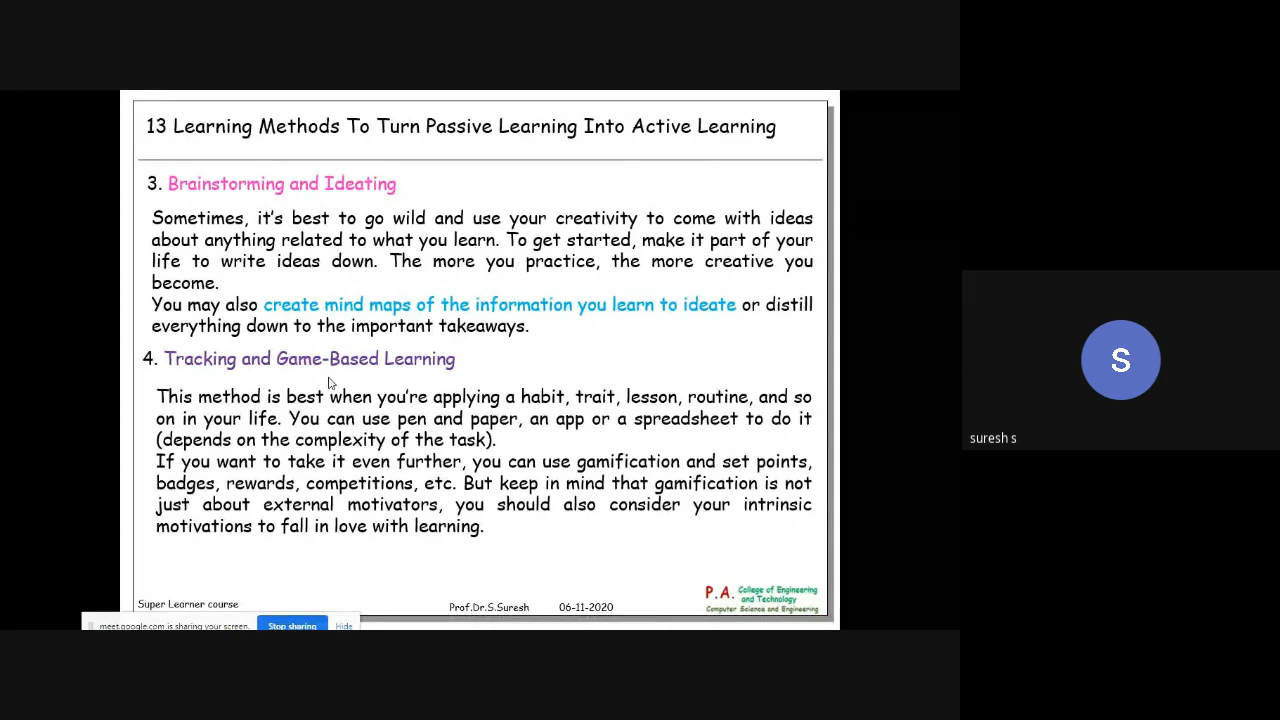 13 Learning Methods To Turn Passive Learning Into Active Learning
3. Brainstorming and Ideating
Sometimes, it's best to go wild and use your creativity to come with ideas
about anything related to what you learn. To get started, make it part of your
life to write ideas down. The more you practice, the more creative you
become.
You may also create mind maps of the information you learn to ideate or distill
everything down to the important takeaways.
4. Tracking and Game-Based Learning
This method is best when you're applying a habit, trait, lesson, routine, and so
on in your life. You can use pen and paper, an app or a spreadsheet to do it
(depends on the complexity of the task).
If you want to take it even further, you can use gamification and set points,
badges, rewards, competitions, etc. But keep in mind that gamification is not
just about external motivators, you should also consider your intrinsic
motivations to fall in love with learning.
Super Learner course
Prof.Dr.S.Suresh 06-11-2020
P.A. College of Engineering
and Technology
Computer Science and Engineering
meet.google.com is sharing your screen. Stop sharing Hide
S
suresh s